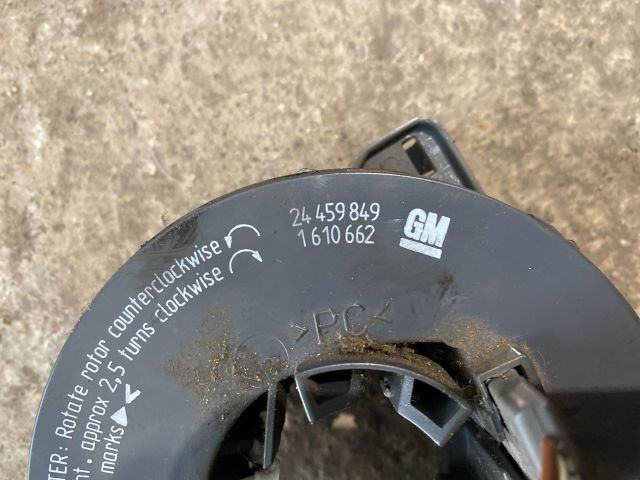 24 459 849
1 610 662
GM
>PC<
TER: Rotate rotor counterclockwise
nt. approx 2,5 turns clockwise
marks